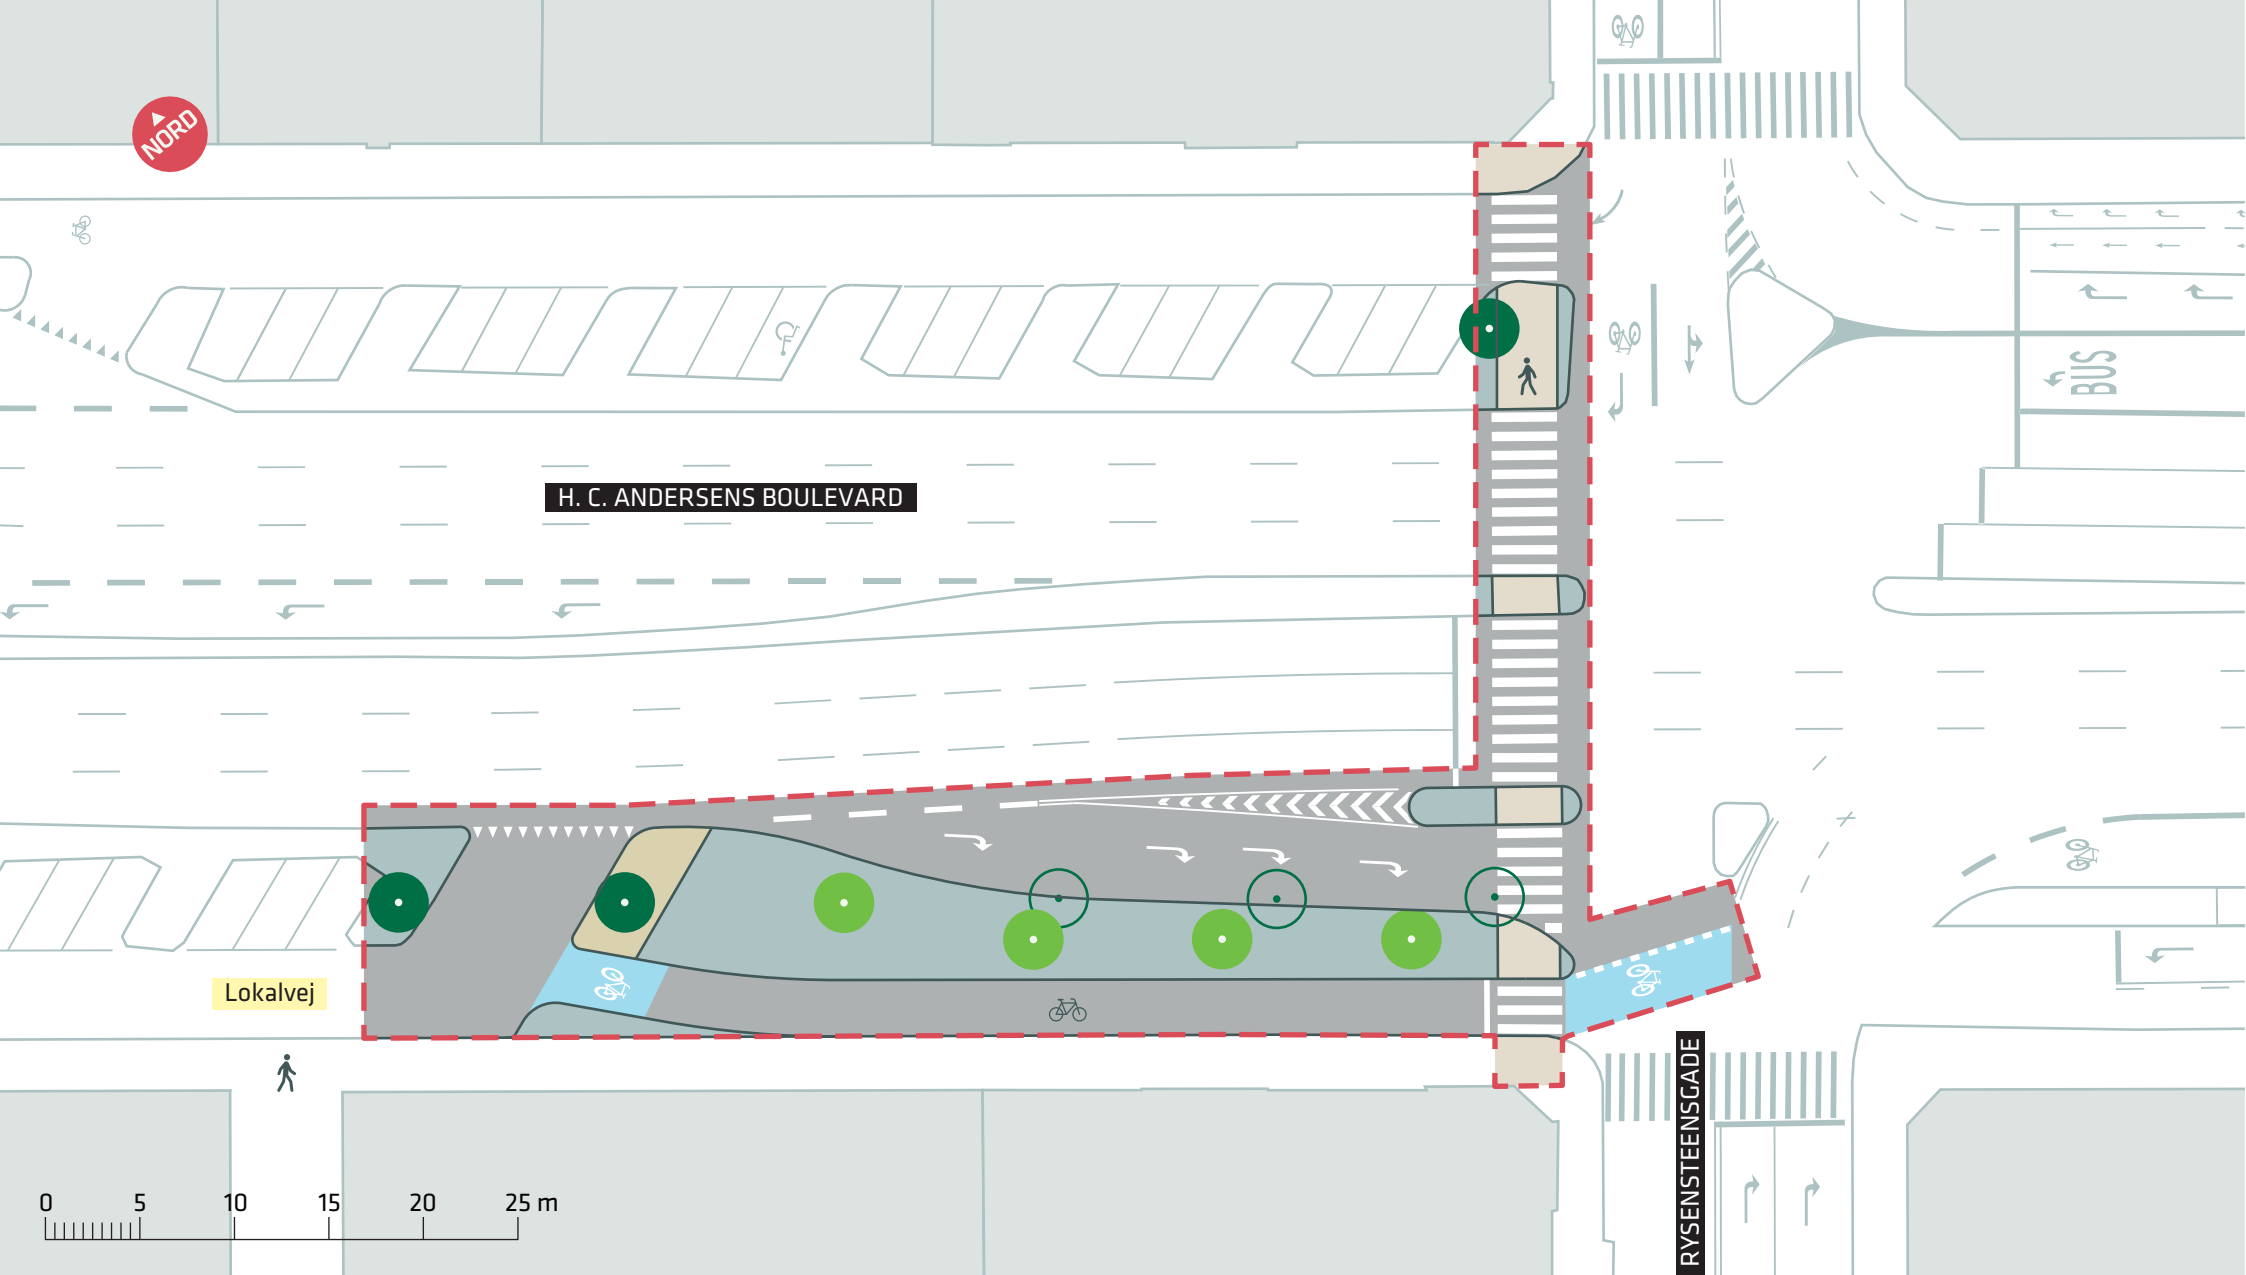 NORD
H. C. ANDERSENS BOULEVARD
BUS
Lokalvej
RYSENSTEENSGADE
0 5 10 15 20 25 m